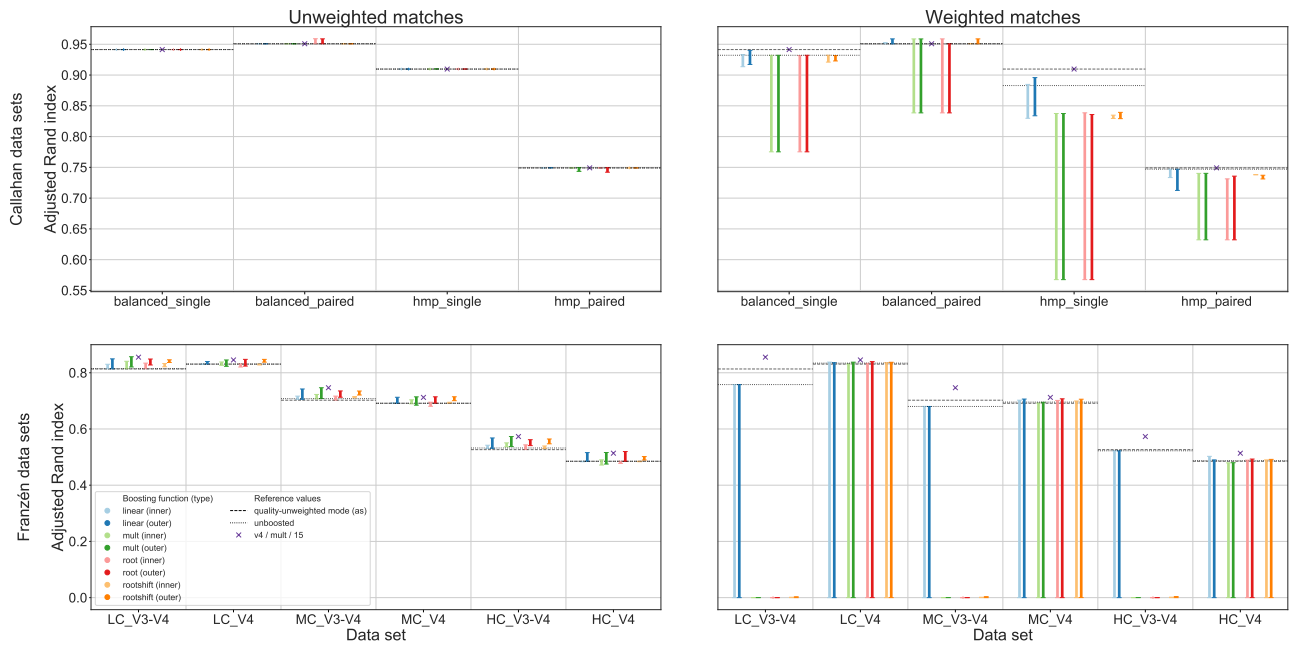 Unweighted matches
Weighted matches
Callahan data sets
Adjusted Rand index
0.95
0.90
0.85
0.80
0.75
0.70
0.65
0.60
0.55
balanced_single
balanced_paired
hmp_single
hmp_paired
balanced_single
balanced_paired
hmp_single
hmp_paired
Franzén data sets
Adjusted Rand index
0.8
0.6
0.4
0.2
0.0
Boosting function (type)
linear (inner)
linear (outer)
mult (inner)
mult (outer)
root (inner)
root (outer)
rootshift (inner)
rootshift (outer)
Reference values
quality-unweighted mode (as)
unboosted
v4 / mult / 15
LC_V3-V4
LC_V4
MC_V3-V4
MC_V4
HC_V3-V4
HC_V4
Data set
LC_V3-V4
LC_V4
MC_V3-V4
MC_V4
HC_V3-V4
HC_V4
Data set